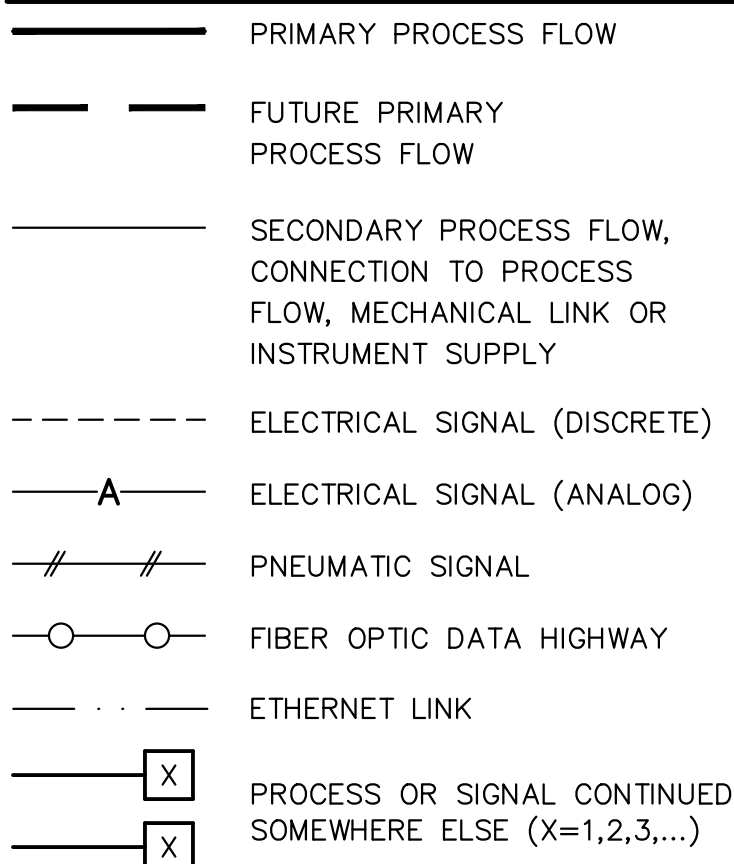 PRIMARY PROCESS FLOW
FUTURE PRIMARY
PROCESS FLOW
SECONDARY PROCESS FLOW,
CONNECTION TO PROCESS
FLOW, MECHANICAL LINK OR
INSTRUMENT SUPPLY
ELECTRICAL SIGNAL (DISCRETE)
A ELECTRICAL SIGNAL (ANALOG)
PNEUMATIC SIGNAL
FIBER OPTIC DATA HIGHWAY
ETHERNET LINK
X
PROCESS OR SIGNAL CONTINUED
SOMEWHERE ELSE (X=1,2,3,...)
X